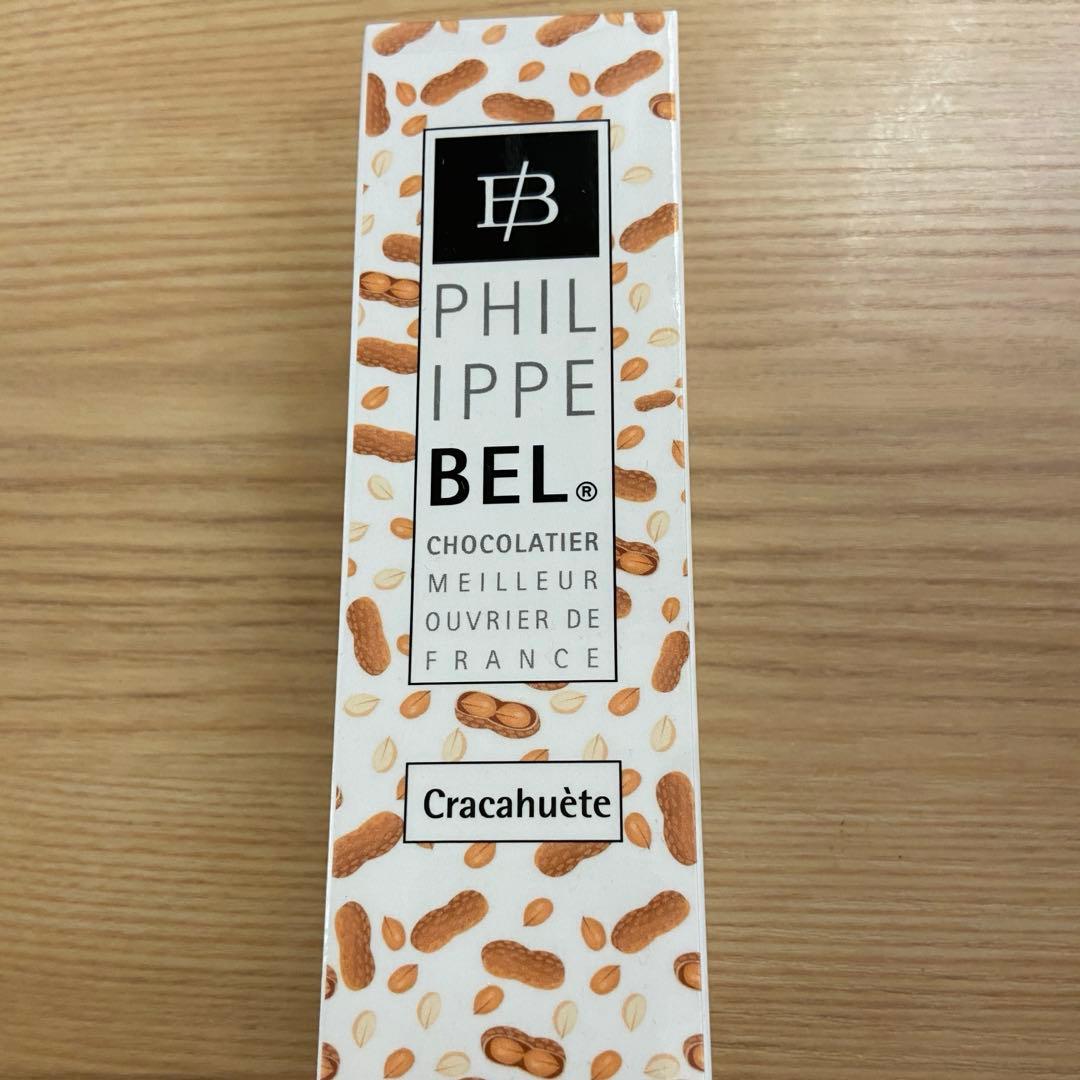 PB
PHIL
IPPE
BEL®
CHOCOLATIER
MEILLEUR
OUVRIER DE
FRANCE
Cracahuète